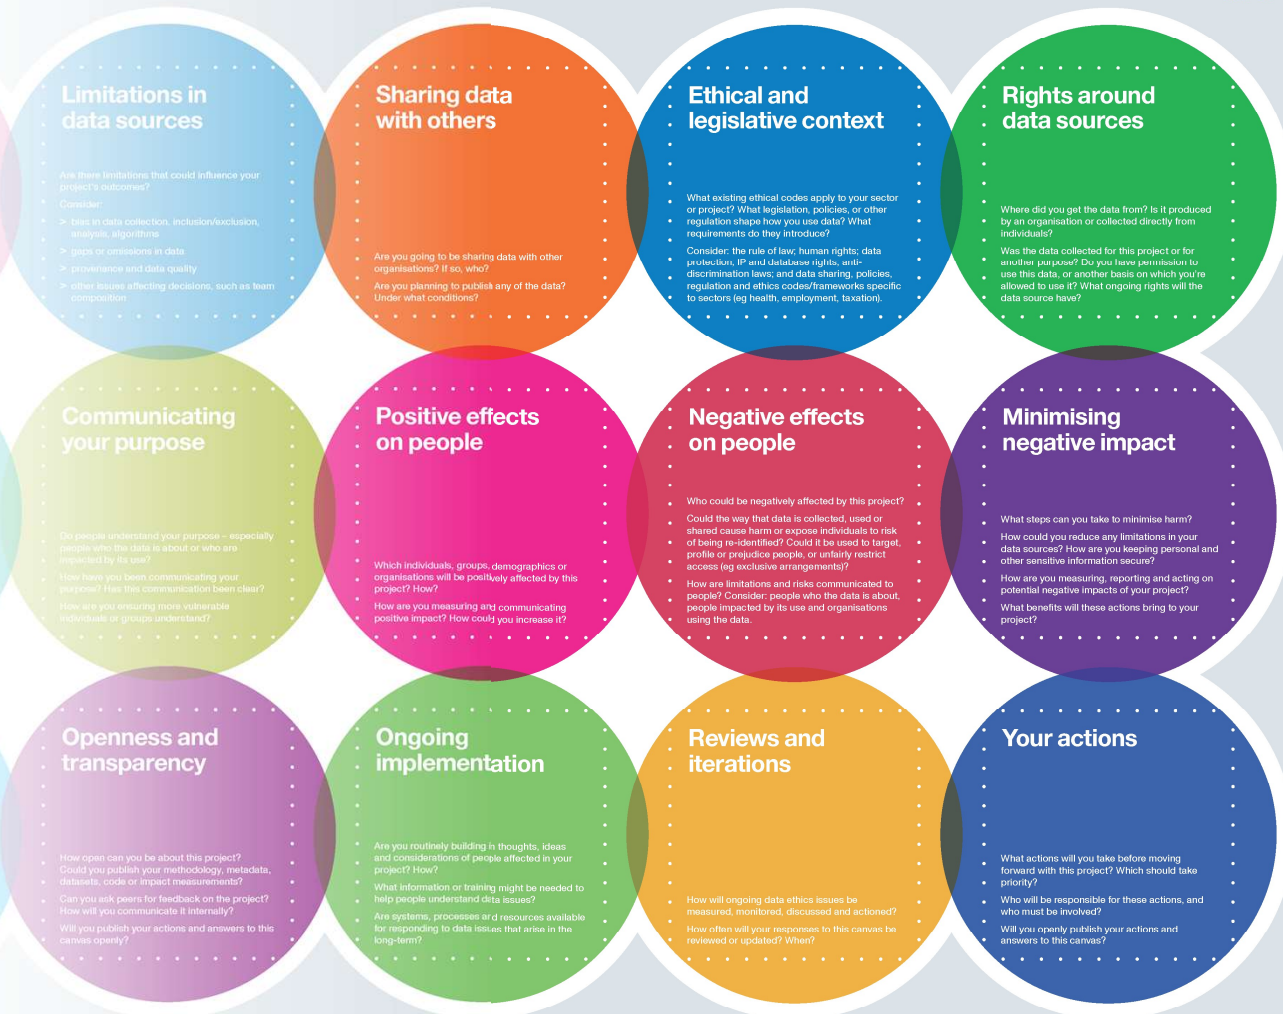 Limitations in
data sources
Are there limitations that could influence your
project's outcomes?
Consider:
> bias in data collection, inclusion/exclusion,
analysis, algorithms
> gaps or omissions in data
> provenance and data quality
> other issues affecting decisions, such as team
composition
Sharing data
with others
Are you going to be sharing data with other
organisations? If so, who?
Are you planning to publish any of the data?
Under what conditions?
Ethical and
legislative context
What existing ethical codes apply to your sector
or project? What legislation, policies, or other
regulation shape how you use data? What
requirements do they introduce?
Consider: the rule of law; human rights; data
protection, IP and database rights, anti-
discrimination laws; and data sharing, policies,
regulation and ethics codes/frameworks specific
to sectors (eg health, employment, taxation).
Rights around
data sources
Where did you get the data from? Is it produced
by an organisation or collected directly from
individuals?
Was the data collected for this project or for
another purpose? Do you have permission to
use this data, or another basis on which you're
allowed to use it? What ongoing rights will the
data source have?
Communicating
your purpose
Do people understand your purpose – especially
people who the data is about or who are
impacted by its use?
How have you been communicating your
purpose? Has this communication been clear?
How are you ensuring more vulnerable
individuals or groups understand?
Positive effects
on people
Which individuals, groups, demographics or
organisations will be positively affected by this
project? How?
How are you measuring and communicating
positive impact? How could you increase it?
Negative effects
on people
Who could be negatively affected by this project?
Could the way that data is collected, used or
shared cause harm or expose individuals to risk
of being re-identified? Could it be used to target,
profile or prejudice people, or unfairly restrict
access (eg exclusive arrangements)?
How are limitations and risks communicated to
people? Consider: people who the data is about,
people impacted by its use and organisations
using the data.
Minimising
negative impact
What steps can you take to minimise harm?
How could you reduce any limitations in your
data sources? How are you keeping personal and
other sensitive information secure?
How are you measuring, reporting and acting on
potential negative impacts of your project?
What benefits will these actions bring to your
project?
Openness and
transparency
How open can you be about this project?
Could you publish your methodology, metadata,
datasets, code or impact measurements?
Can you ask peers for feedback on the project?
How will you communicate it internally?
Will you publish your actions and answers to this
canvas openly?
Ongoing
implementation
Are you routinely building in thoughts, ideas
and considerations of people affected in your
project? How?
What information or training might be needed to
help people understand data issues?
Are systems, processes and resources available
for responding to data issues that arise in the
long-term?
Reviews and
iterations
How will ongoing data ethics issues be
measured, monitored, discussed and actioned?
How often will your responses to this canvas be
reviewed or updated? When?
Your actions
What actions will you take before moving
forward with this project? Which should take
priority?
Who will be responsible for these actions, and
who must be involved?
Will you openly publish your actions and
answers to this canvas?